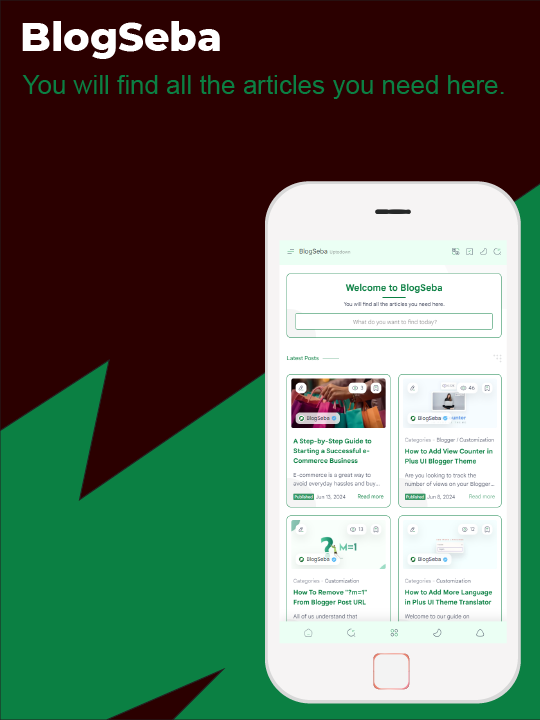 BlogSeba
You will find all the articles you need here.
BlogSeba
Welcome to BlogSeba
You will find all the articles you need here.
What do you want to find today?
Latest Posts
3
BlogSeba
A Step-by-Step Guide to
Starting a Successful e-
Commerce Business
E-commerce is a great way to
avoid everyday hassles and buy...
Published Jun 13, 2024 Read more
46
BlogSeba
Categories · Blogger / Customization
How to Add View Counter in
Plus UI Blogger Theme
Are you looking to track the
number of views on your Blogger...
Published Jun 8, 2024 Read more
13
? M=1
BlogSeba
Categories · Customization
How To Remove "?m=1"
From Blogger Post URL
All of us understand that
12
BlogSeba
Categories · Customization
How to Add More Language
in Plus UI Theme Translator
Welcome to our guide on